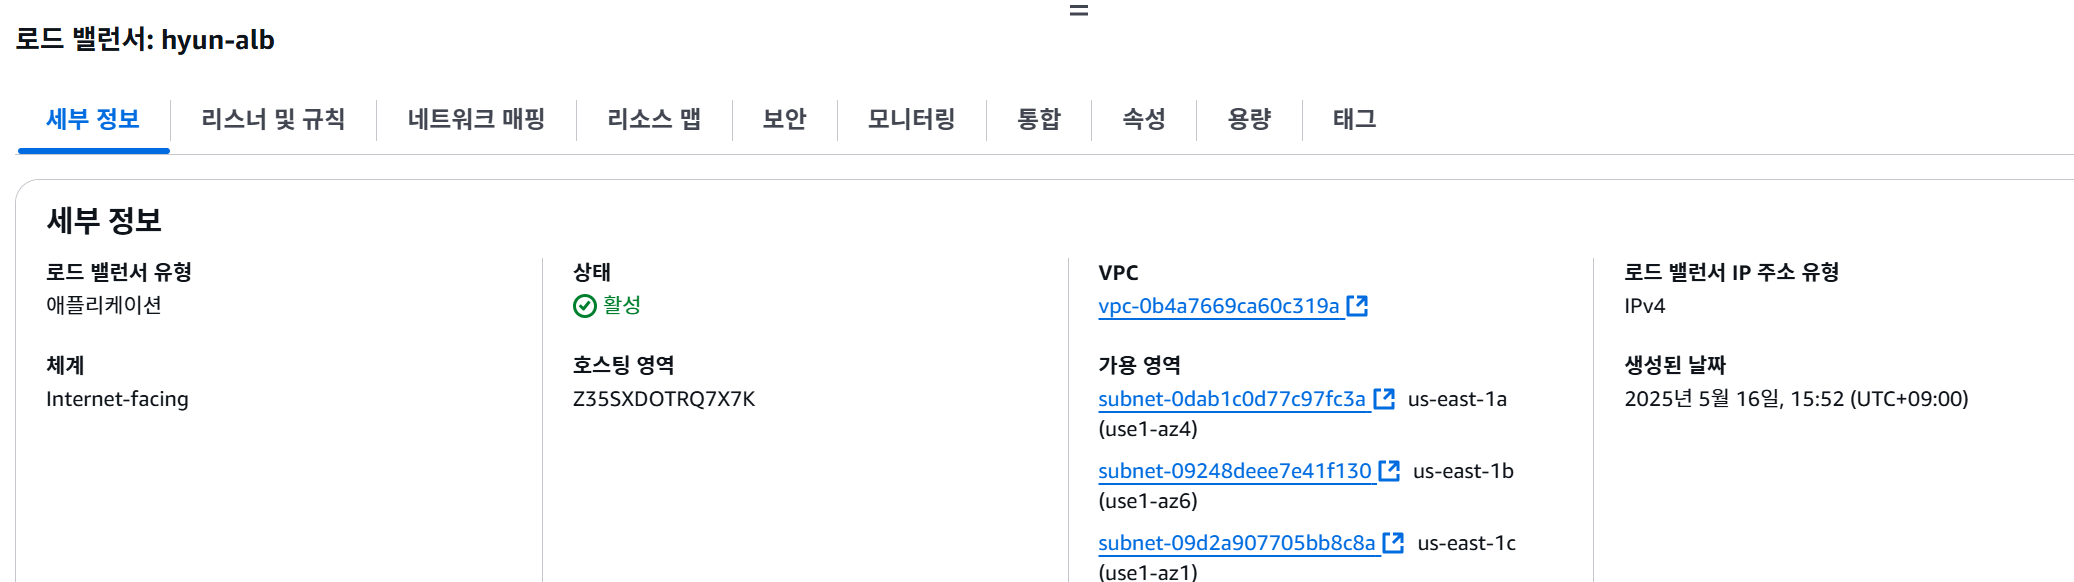 로드 밸런서: hyun-alb
세부 정보
리스너 및 규칙
네트워크 매핑
리소스 맵
보안
모니터링
통합
속성
용량
태그
세부 정보
로드 밸런서 유형
애플리케이션
체계
Internet-facing
상태
활성
호스팅 영역
Z35SXDOTRQ7X7K
VPC
vpc-0b4a7669ca60c319a
가용 영역
subnet-0dab1c0d77c97fc3a us-east-1a
(use1-az4)
subnet-09248deee7e41f130 us-east-1b
(use1-az6)
subnet-09d2a907705bb8c8a us-east-1c
(use1-az1)
로드 밸런서 IP 주소 유형
IPv4
생성된 날짜
2025년 5월 16일, 15:52 (UTC+09:00)